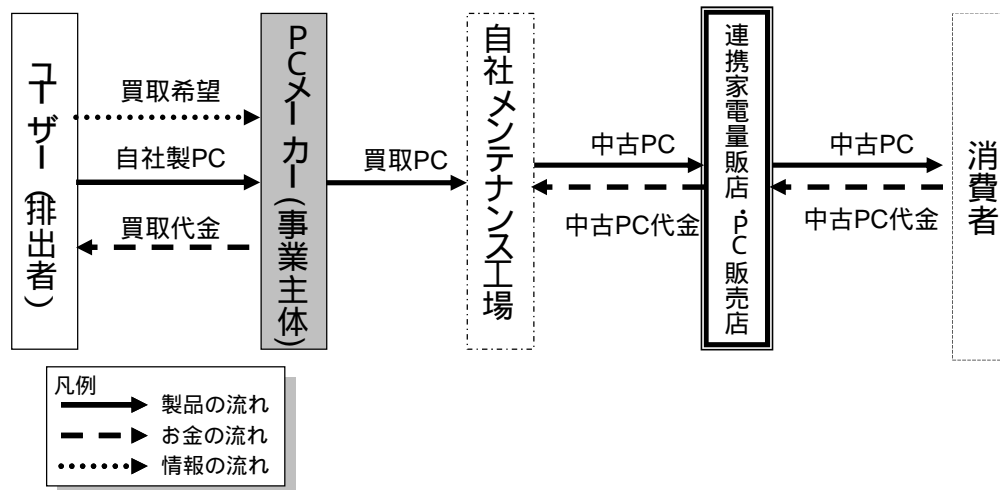 ユーザー(排出者)
買取希望
自社製PC
買取代金
PCメーカー(事業主体)
買取PC
自社メンテナンス工場
中古PC
中古PC代金
連携家電量販店・PC販売店
中古PC
中古PC代金
消費者
凡例
製品の流れ
お金の流れ
情報の流れ